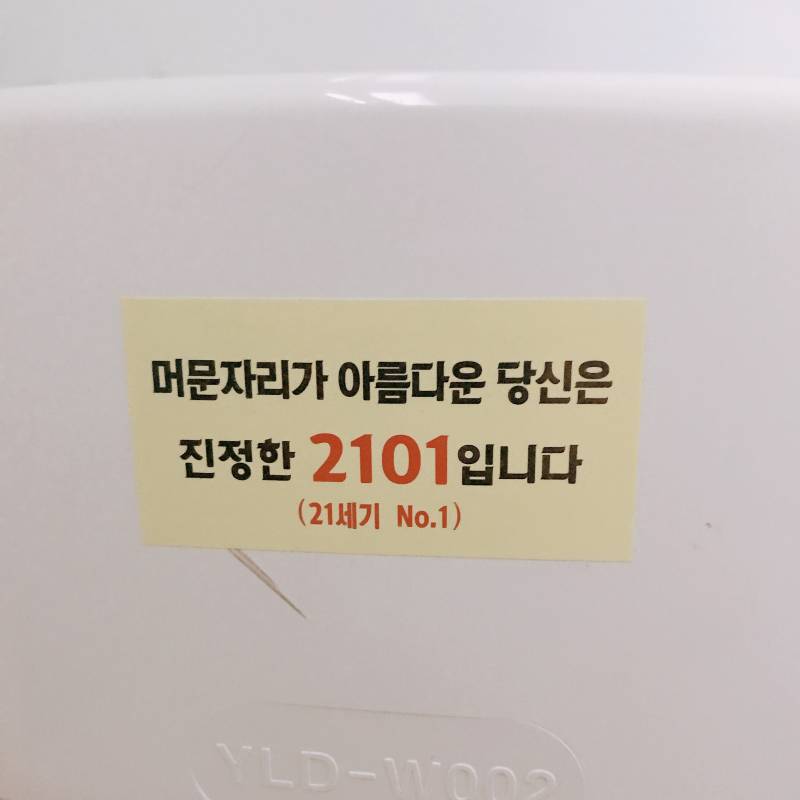 머문자리가 아름다운 당신은
진정한 2101입니다
(21세기 No.1)
YLD-W002